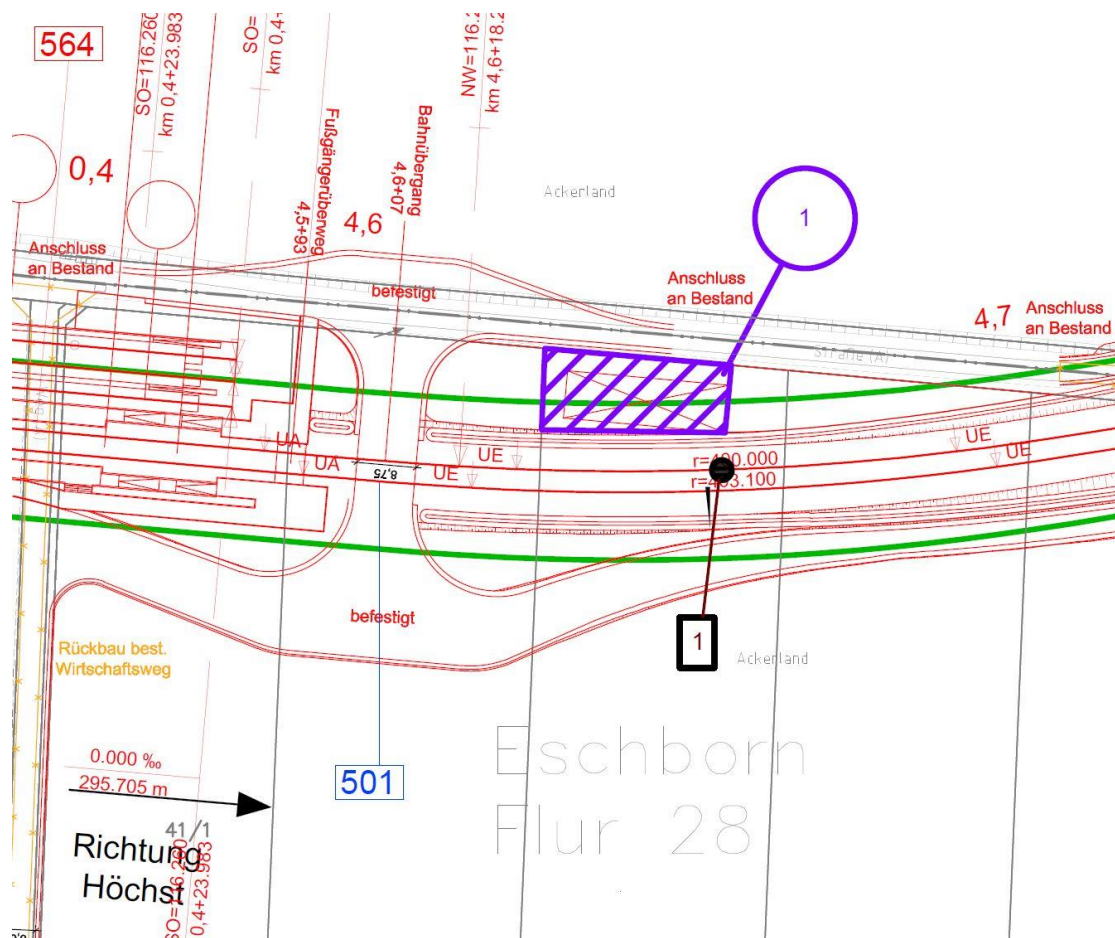 564
SO=116.260
km 0,4+23.983
SO=
km 0,4+
NW=116.2
km 4,6+18.2
0,4
Fußgängerüberweg
4,5+93
Bahnübergang
4,6+07
4,6
Ackerland
1
Anschluss
an Bestand
befestigt
Anschluss
an Bestand
4,7
Anschluss
an Bestand
Straße (A)
UA
UA
8,75
UE
UE
r=400.000
r=403.100
UE
UE
befestigt
1
Ackerland
Rückbau best.
Wirtschaftsweg
Eschborn
Flur 28
501
0.000 ‰
295.705 m
41/1
Richtung
Höchst
SO=116.260
0,4+23.983